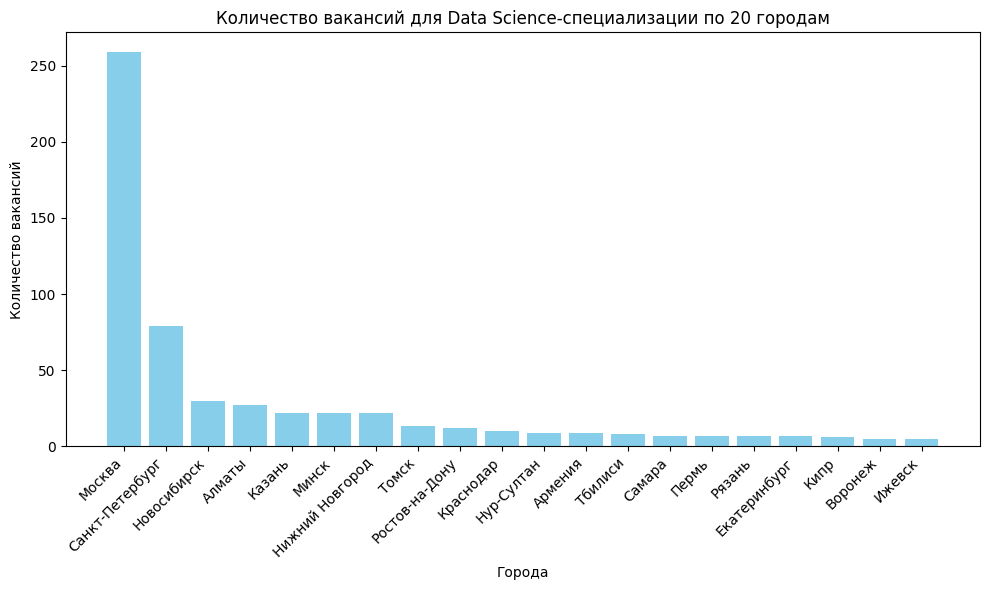 Количество вакансий для Data Science-специализации по 20 городам
Количество вакансий
250
200
150
100
50
0
Москва
Санкт-Петербург
Новосибирск
Алматы
Казань
Минск
Нижний Новгород
Томск
Ростов-на-Дону
Краснодар
Нур-Султан
Армения
Тбилиси
Самара
Пермь
Рязань
Екатеринбург
Кипр
Воронеж
Ижевск
Города